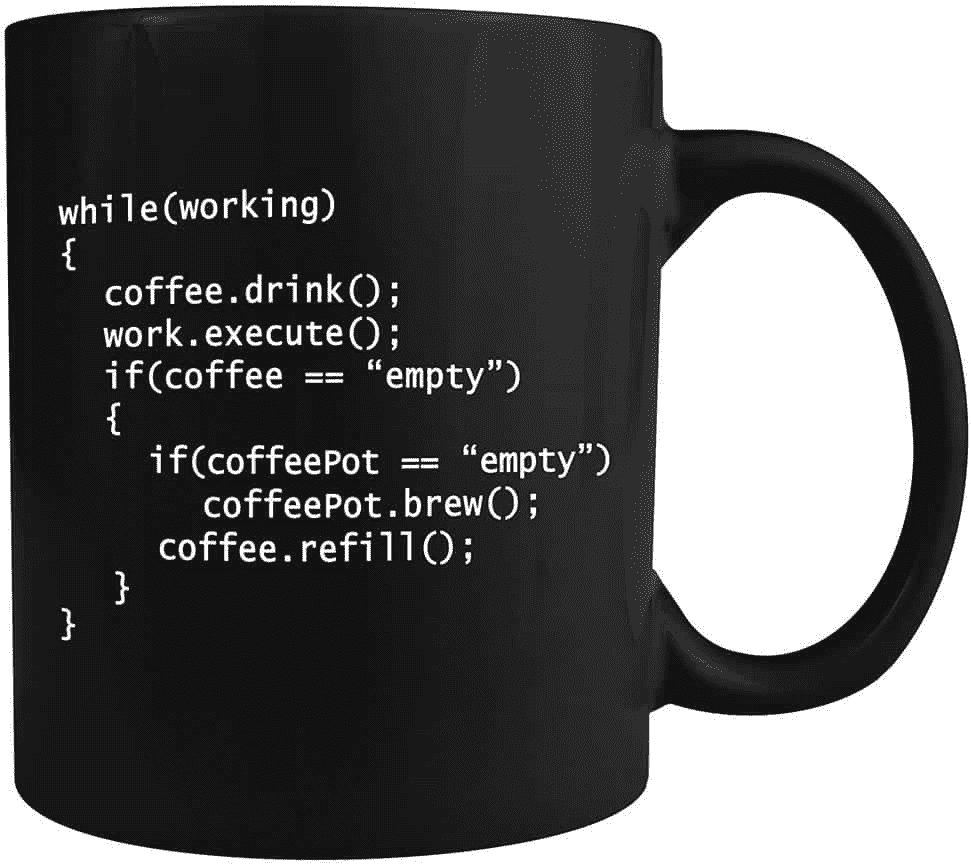 while(working)
{
coffee.drink();
work.execute();
if(coffee == “empty”)
{
if(coffeePot == “empty”)
coffeePot.brew();
coffee.refill();
}
}